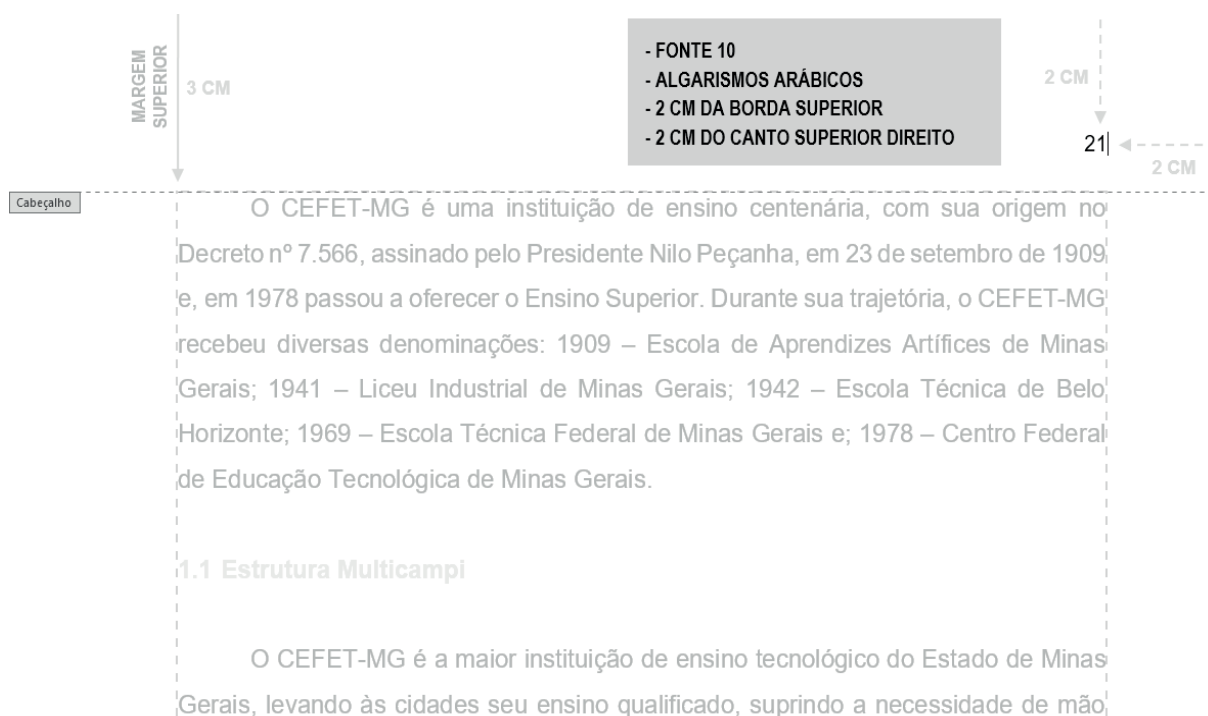 MARGEM
SUPERIOR
3 CM
- FONTE 10
- ALGARISMOS ARÁBICOS
- 2 CM DA BORDA SUPERIOR
- 2 CM DO CANTO SUPERIOR DIREITO
2 CM
21
2 CM
Cabeçalho
O CEFET-MG é uma instituição de ensino centenária, com sua origem no
Decreto nº 7.566, assinado pelo Presidente Nilo Peçanha, em 23 de setembro de 1909
e, em 1978 passou a oferecer o Ensino Superior. Durante sua trajetória, o CEFET-MG
recebeu diversas denominações: 1909 – Escola de Aprendizes Artífices de Minas
Gerais; 1941 – Liceu Industrial de Minas Gerais; 1942 – Escola Técnica de Belo
Horizonte; 1969 – Escola Técnica Federal de Minas Gerais e; 1978 – Centro Federal
de Educação Tecnológica de Minas Gerais.
1.1 Estrutura Multicampi
O CEFET-MG é a maior instituição de ensino tecnológico do Estado de Minas
Gerais, levando às cidades seu ensino qualificado, suprindo a necessidade de mão